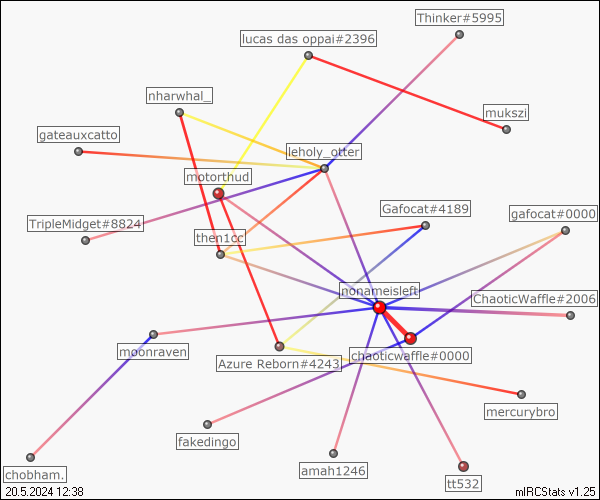 Thinker#5995
lucas das oppai#2396
nharwhal_
mukszi
gateauxcatto
leholy_otter
motorthud
Gafocat#4189
gafocat#0000
TripleMidget#8824
then1cc
nonameisleft
ChaoticWaffle#2006
moonraven
chaoticwaffle#0000
Azure Reborn#4243
mercurybro
fakedingo
amah1246
chobham.
tt532
20.5.2024 12:38
mIRCStats v1.25